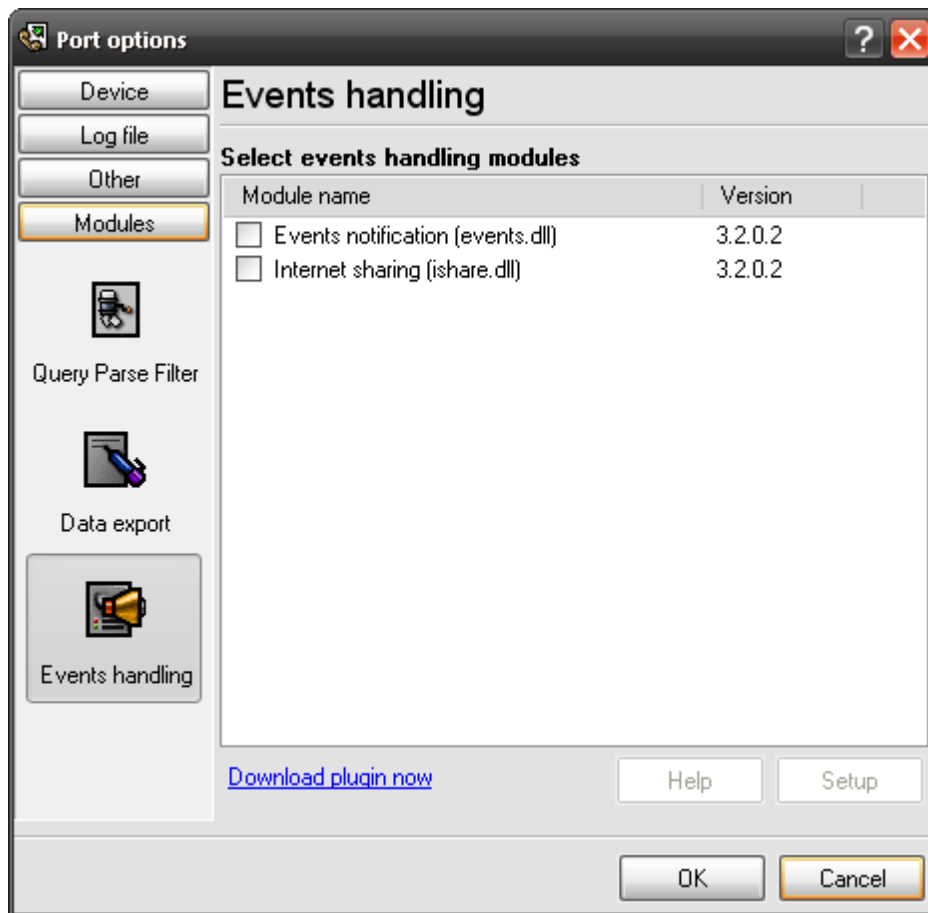 Port options
?
Device
Log file
Other
Modules
Query Parse Filter
Data export
Events handling
Events handling
Select events handling modules
Module name Version
Events notification (events.dll) 3.2.0.2
Internet sharing (ishare.dll) 3.2.0.2
Download plugin now
Help Setup
OK Cancel